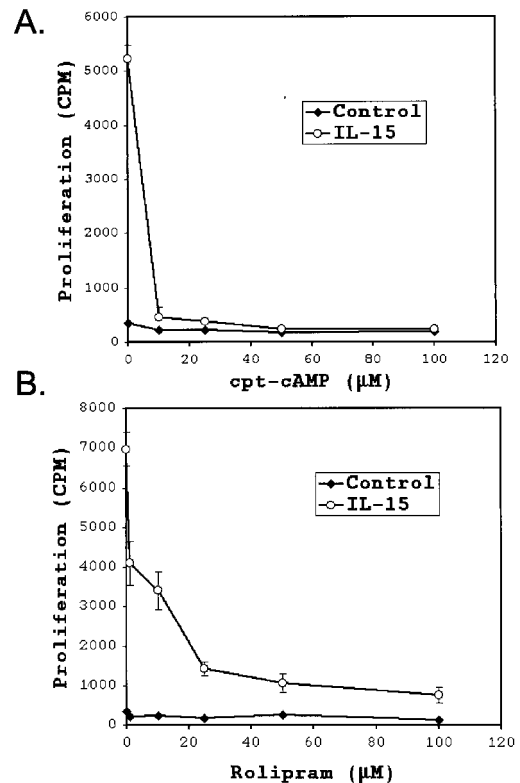 A.
6000
5000
4000
3000
2000
1000
0
Proliferation (CPM)
Control
IL-15
0 20 40 60 80 100 120
cpt-cAMP (µM)
B.
8000
7000
6000
5000
4000
3000
2000
1000
0
Proliferation (CPM)
Control
IL-15
0 20 40 60 80 100 120
Rolipram (µM)